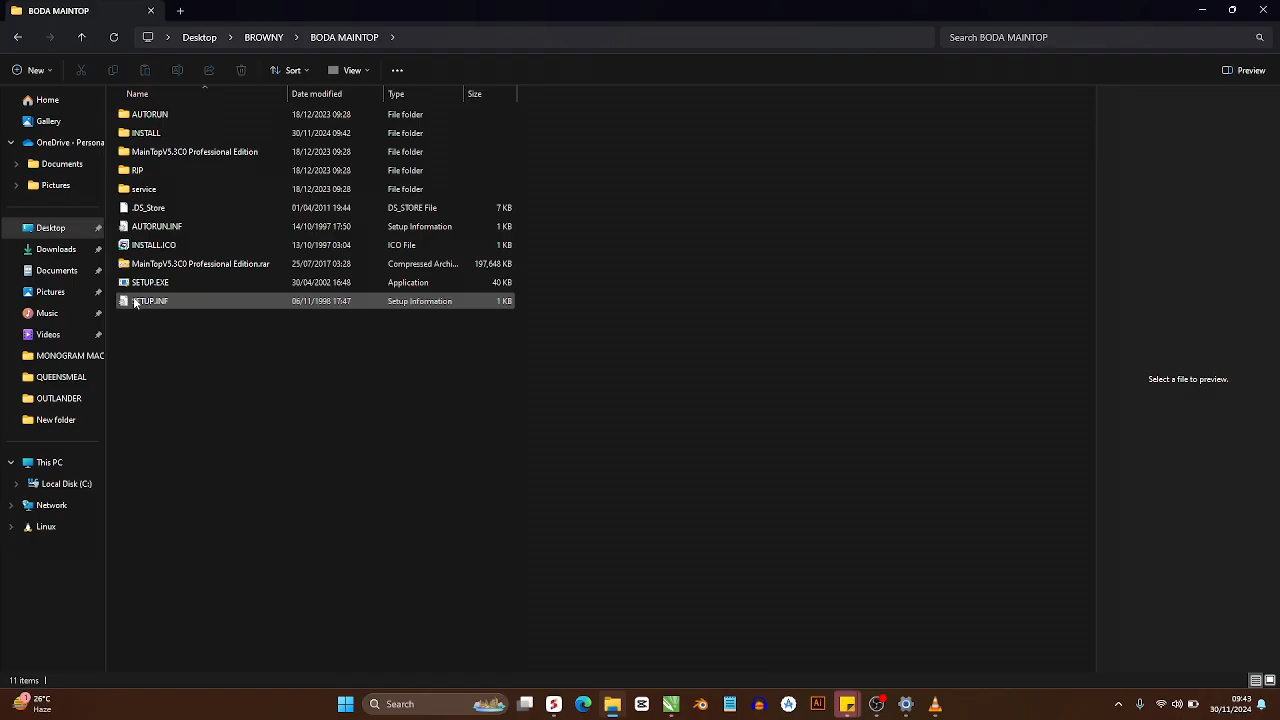 BODA MAINTOP
Desktop BROWNY BODA MAINTOP
Search BODA MAINTOP
New Sort View Preview
Name Date modified Type Size
Home
Gallery
OneDrive - Persona
Documents
Pictures
Desktop
Downloads
Documents
Pictures
Music
Videos
MONOGRAM MAC
QUEENSMEAL
OUTLANDER
New folder
This PC
Local Disk (C:)
Network
Linux
AUTORUN 18/12/2023 09:28 File folder
INSTALL 30/11/2024 09:42 File folder
MainTopV5.3C0 Professional Edition 18/12/2023 09:28 File folder
RIP 18/12/2023 09:28 File folder
service 18/12/2023 09:28 File folder
.DS_Store 01/04/2011 19:44 DS_STORE File 7 KB
AUTORUN.INF 14/10/1997 17:50 Setup Information 1 KB
INSTALL.ICO 13/10/1997 03:04 ICO File 1 KB
MainTopV5.3C0 Professional Edition.rar 25/07/2017 03:28 Compressed Archi... 197,648 KB
SETUP.EXE 30/04/2002 16:48 Application 40 KB
SETUP.INF 06/11/1998 17:47 Setup Information 1 KB
Select a file to preview.
11 items
26°C
Haze
Search
Ai
09:43
30/11/2024